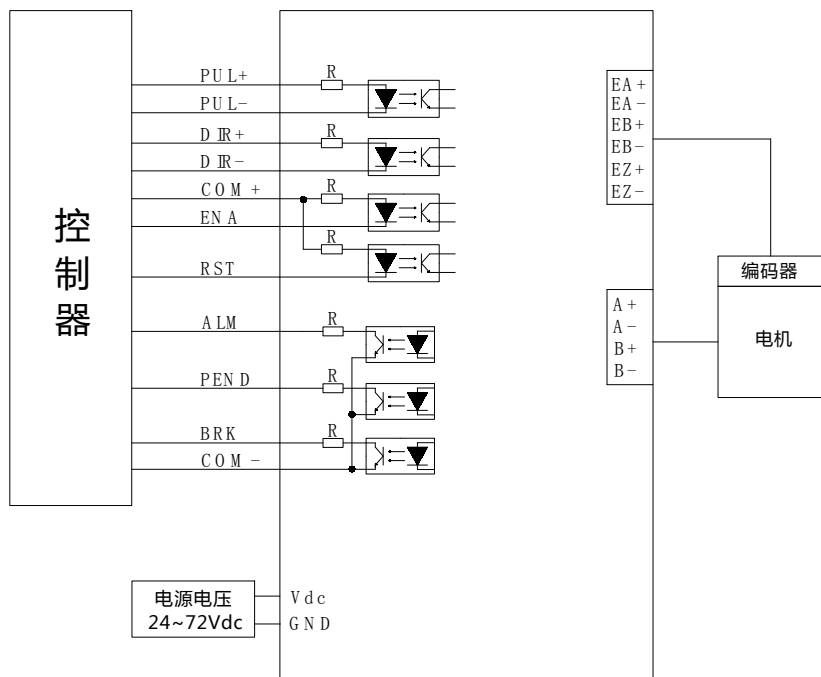 控制器
PUL+
R
PUL-
DIR+
R
DIR-
COM+
R
ENA
R
RST
ALM
R
PEND
R
BRK
R
COM-
电源电压
24~72Vdc
Vdc
GND
EA+
EA-
EB+
EB-
EZ+
EZ-
A+
A-
B+
B-
编码器
电机